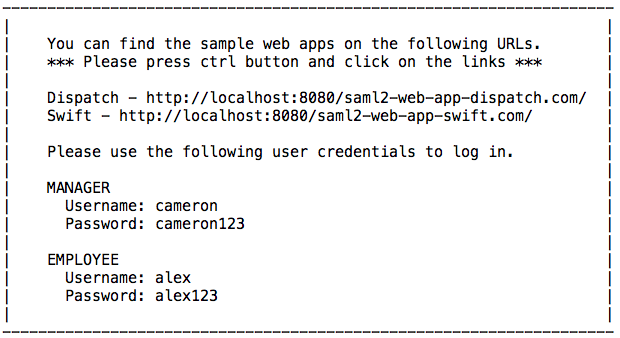 You can find the sample web apps on the following URLs.
*** Please press ctrl button and click on the links ***
Dispatch - http://localhost:8080/saml2-web-app-dispatch.com/
Swift - http://localhost:8080/saml2-web-app-swift.com/
Please use the following user credentials to log in.
MANAGER
Username: cameron
Password: cameron123
EMPLOYEE
Username: alex
Password: alex123